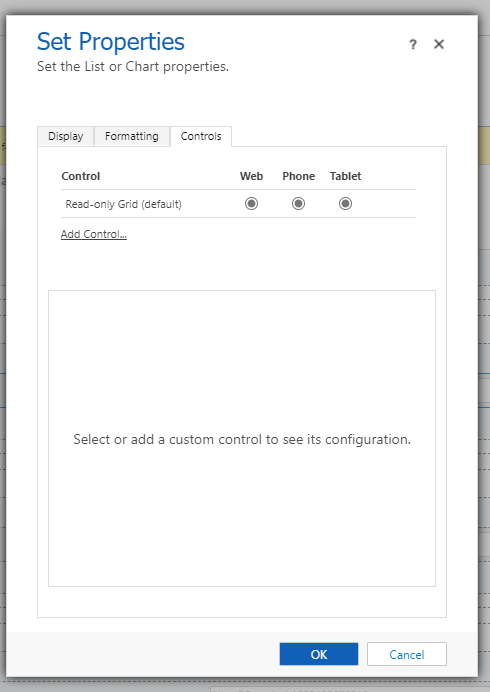 Set Properties
? ×
Set the List or Chart properties.
Display Formatting Controls
Control Web Phone Tablet
Read-only Grid (default)
Add Control...
Select or add a custom control to see its configuration.
OK Cancel